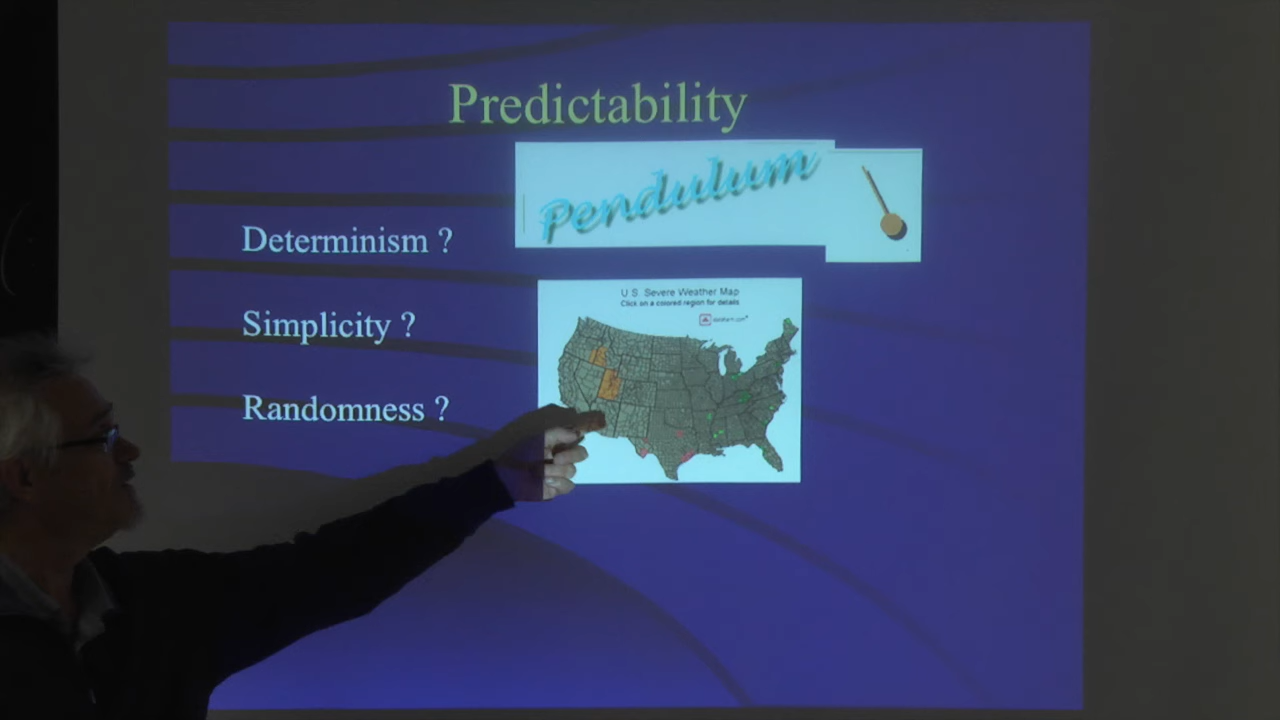 Predictability
Pendulum
Determinism ?
U S Severe Weather Map
Click on a colored region for details
Simplicity ?
Randomness ?